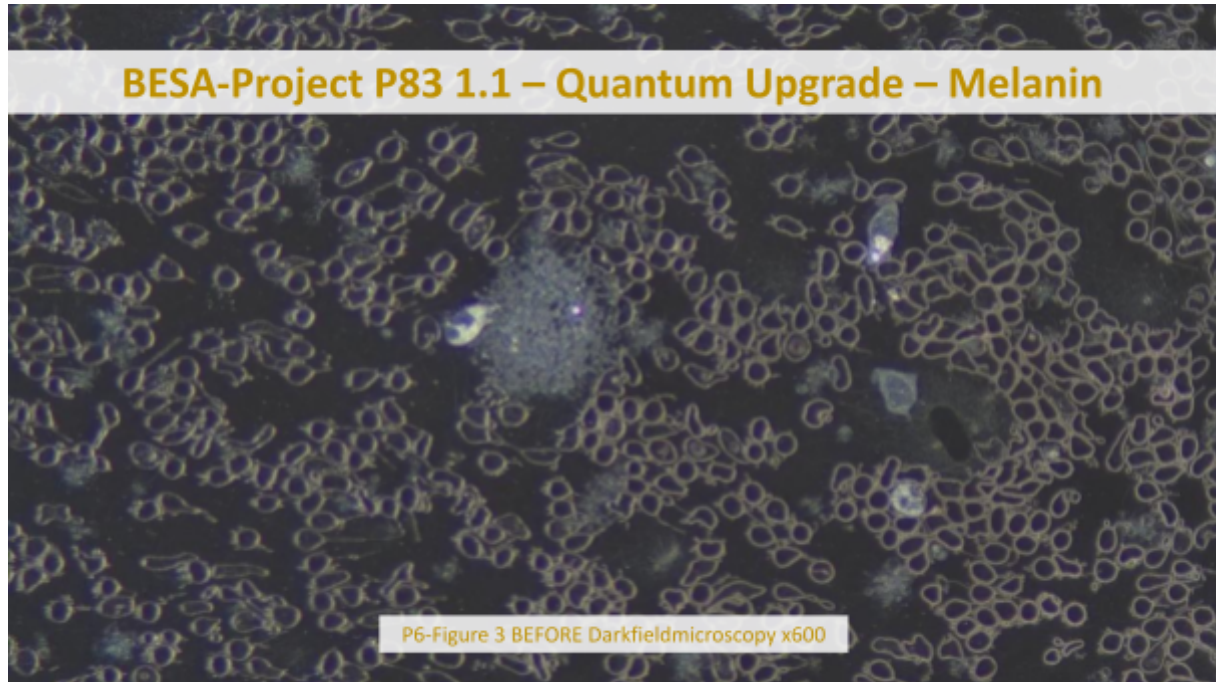 BESA-Project P83 1.1 – Quantum Upgrade – Melanin
P6-Figure 3 BEFORE Darkfieldmicroscopy x600